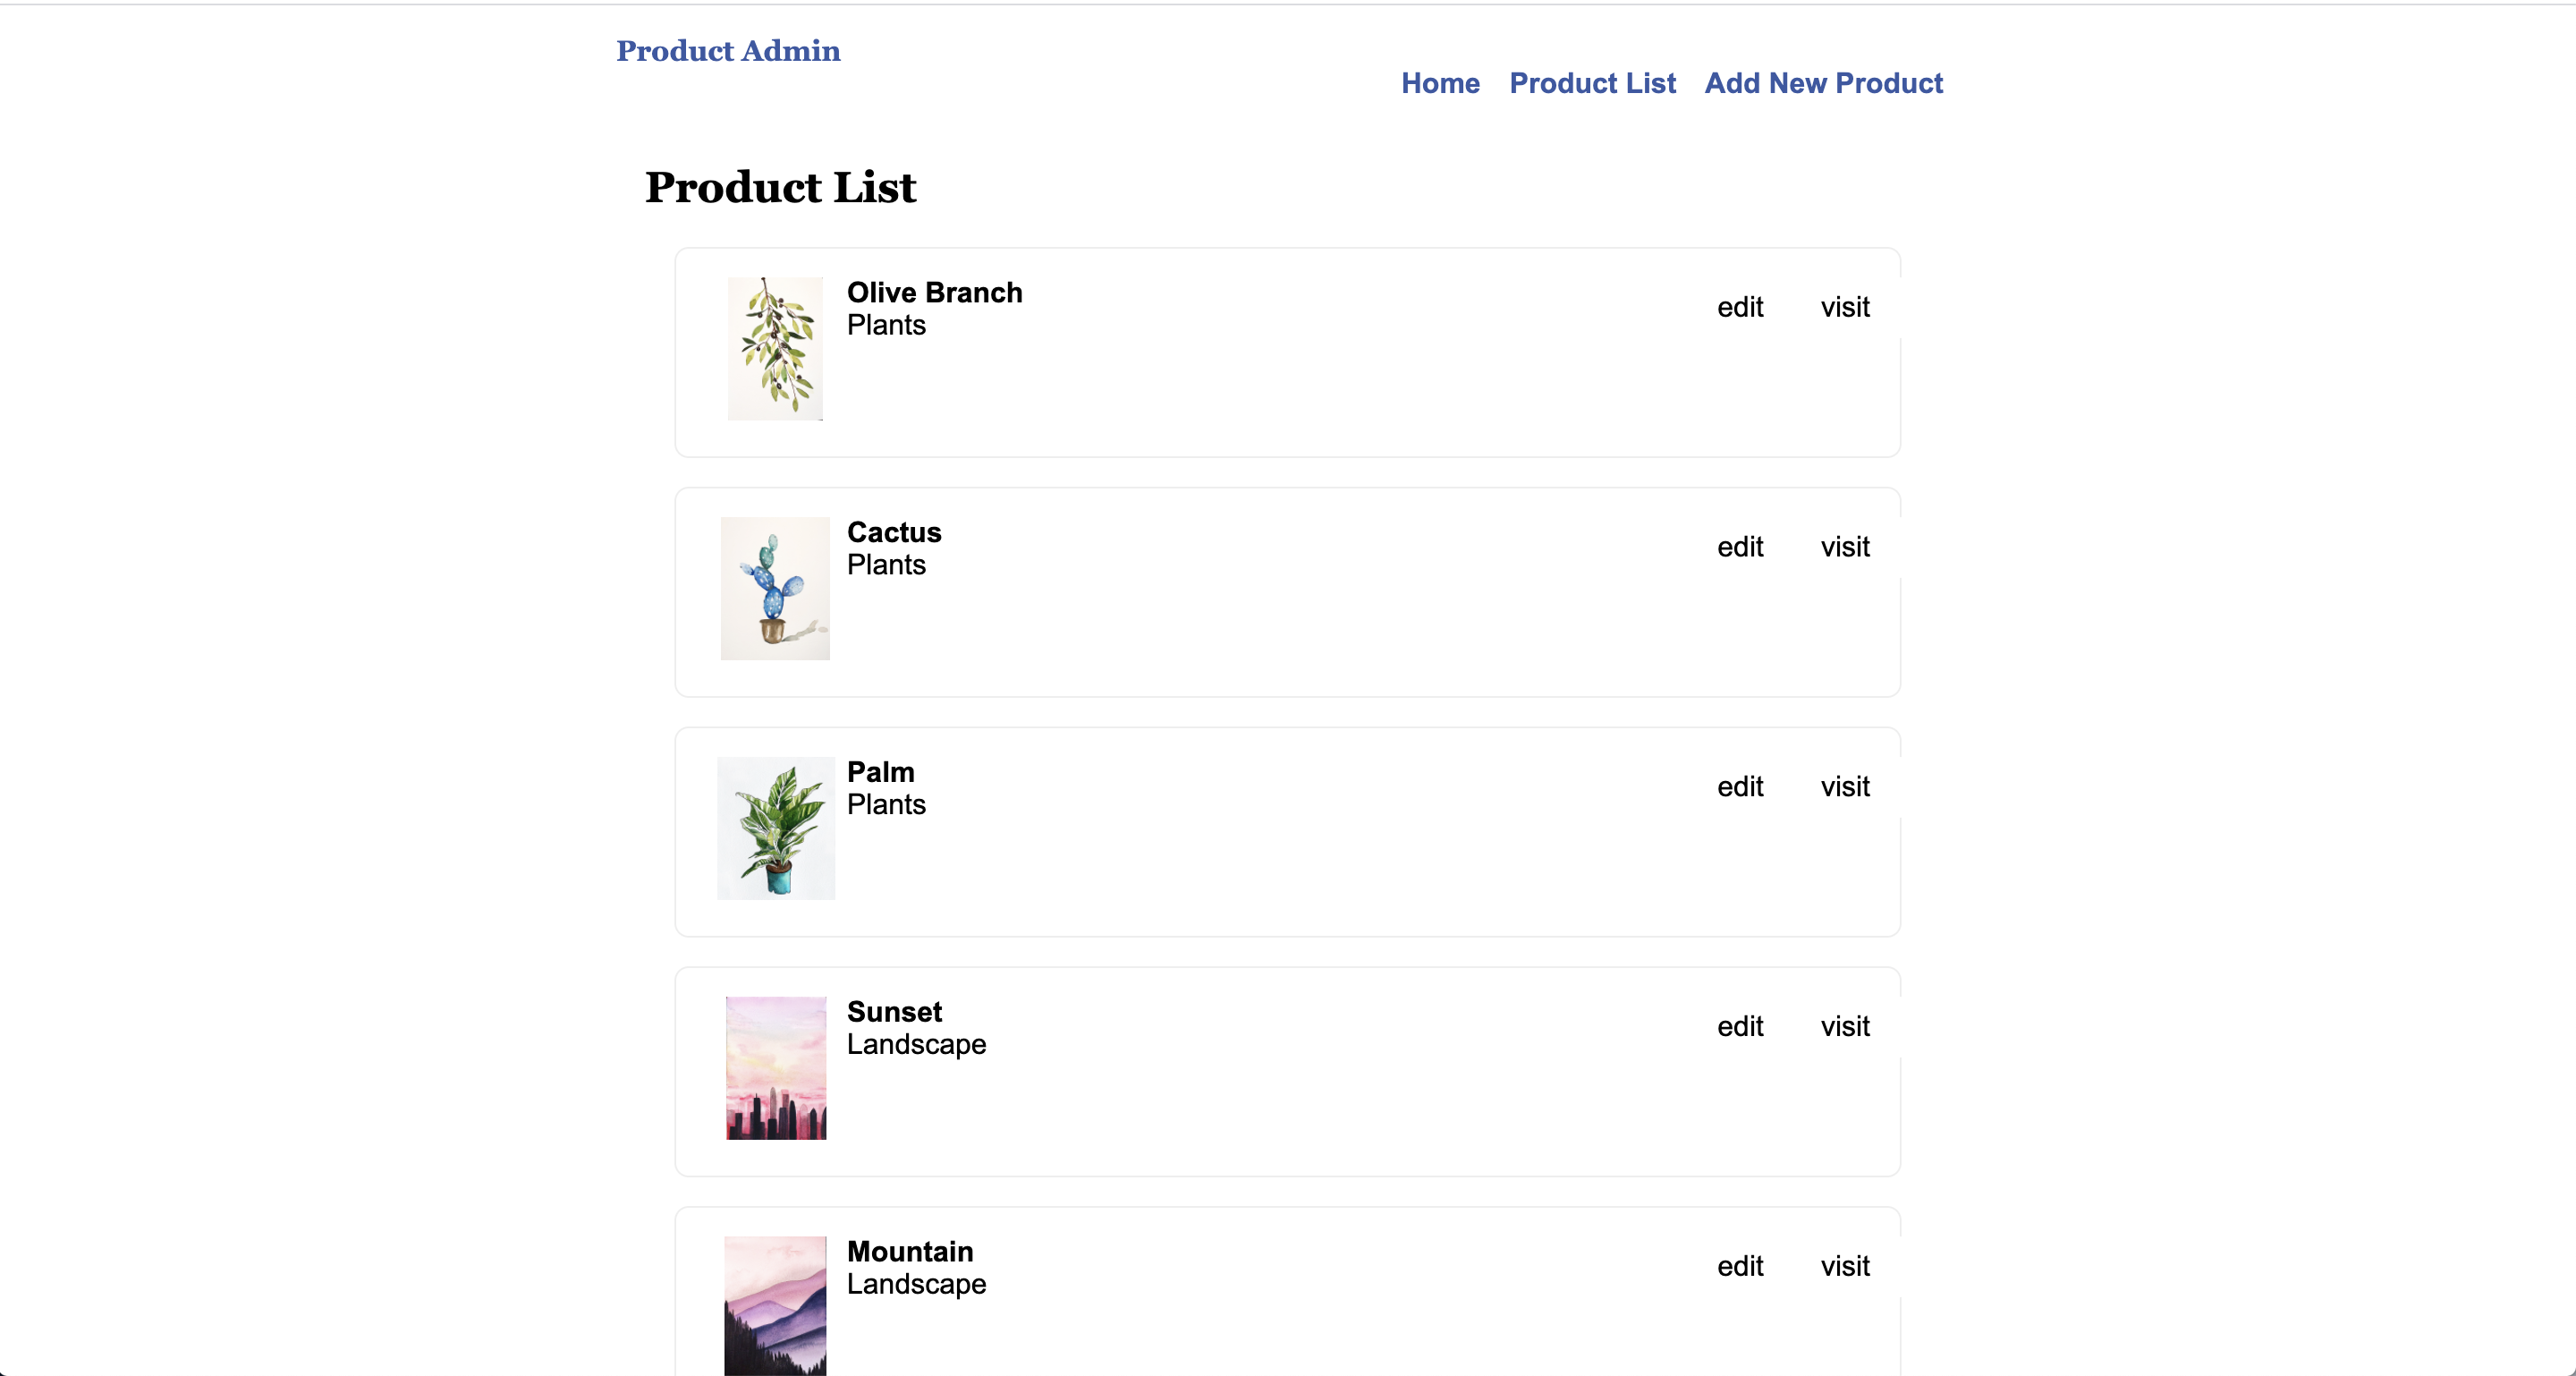 Product Admin
Home Product List Add New Product
Product List
Olive Branch
Plants
edit visit
Cactus
Plants
edit visit
Palm
Plants
edit visit
Sunset
Landscape
edit visit
Mountain
Landscape
edit visit